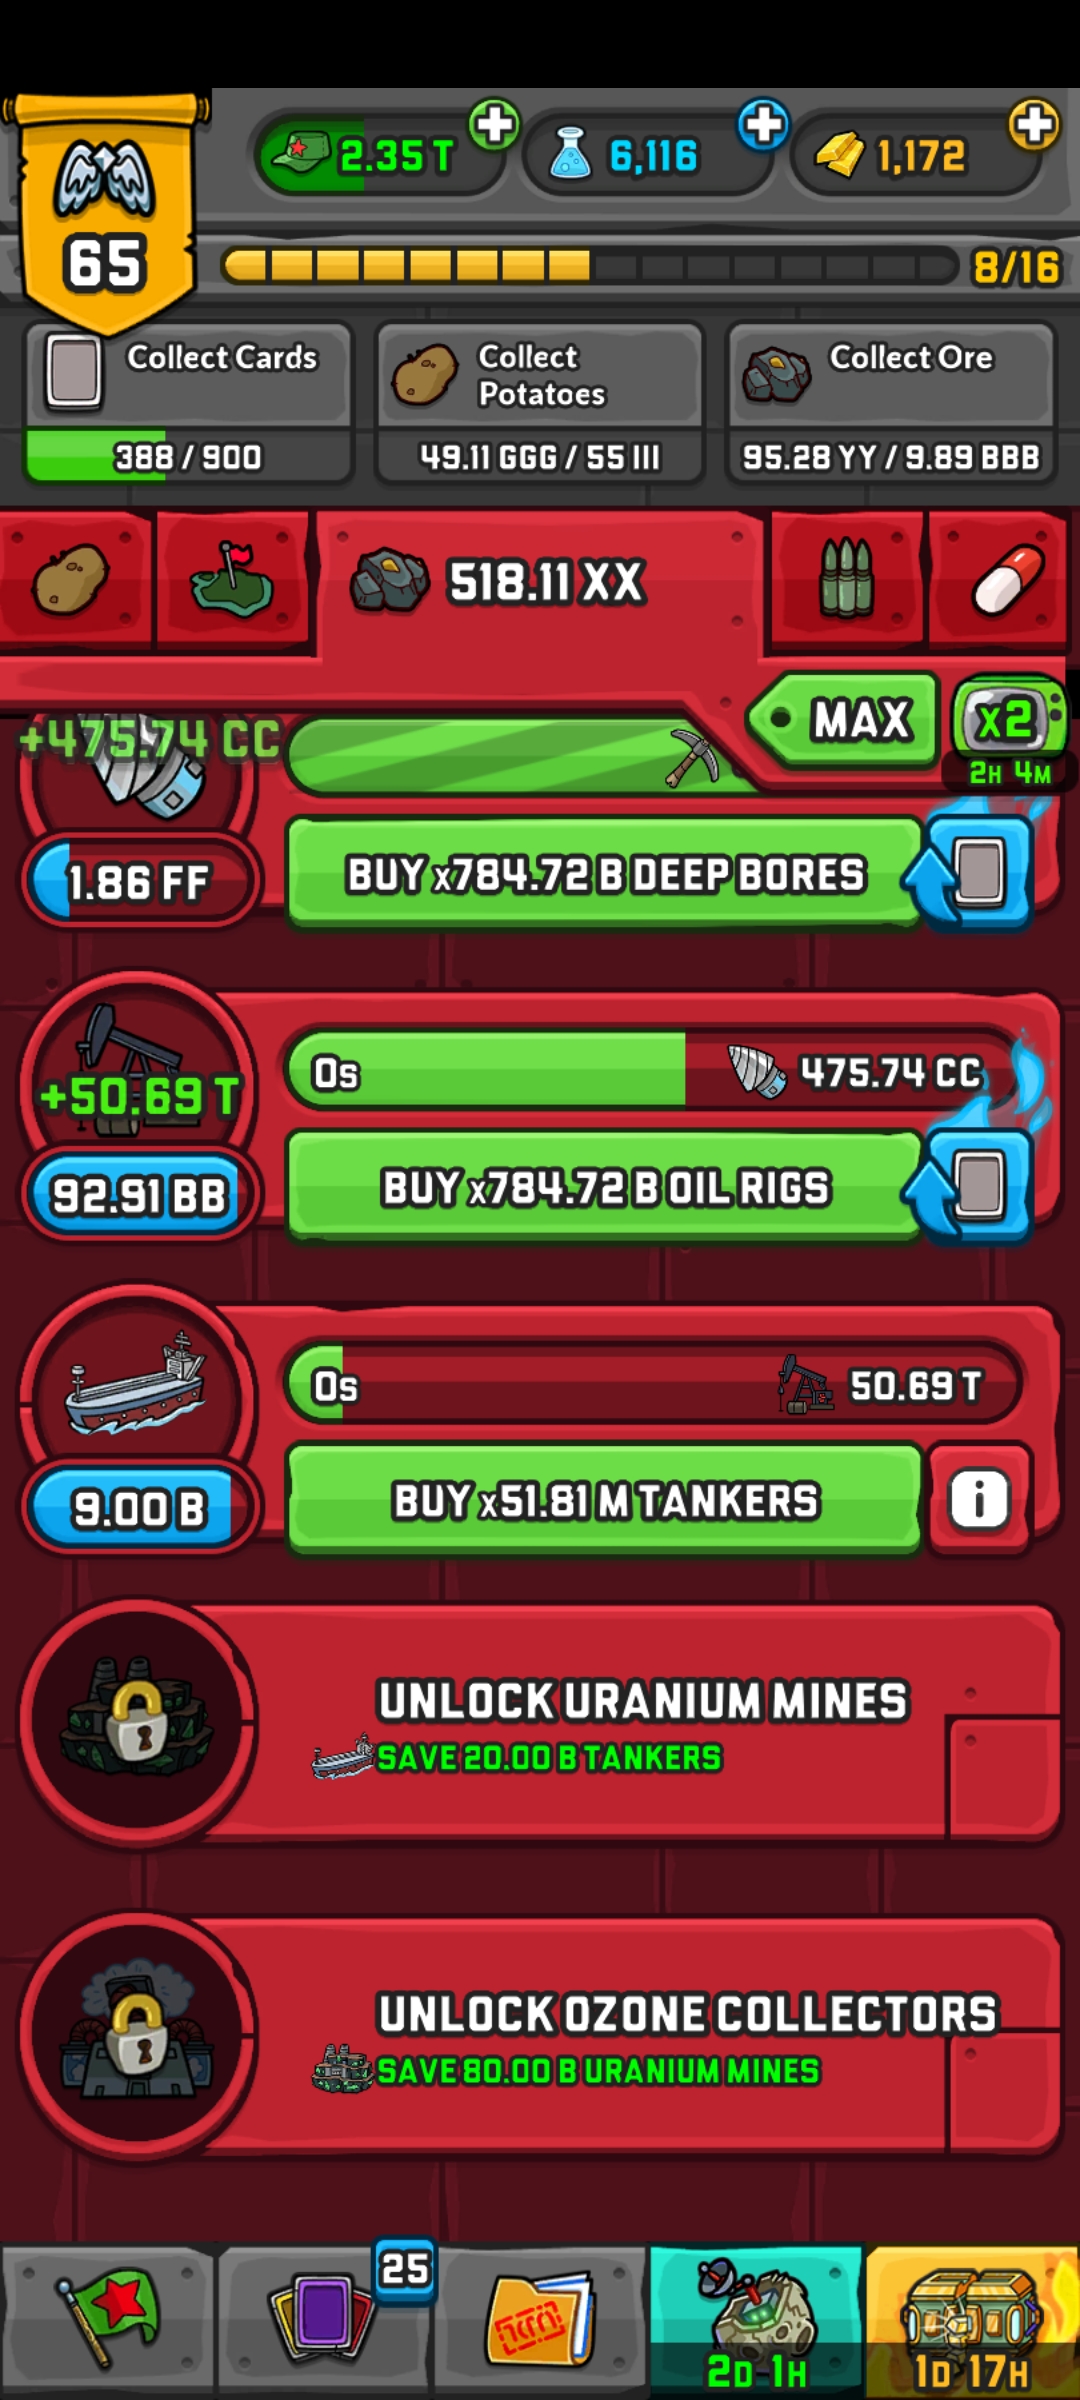 65
2.35 T
6,116
1,172
8/16
Collect Cards
388 / 900
Collect
Potatoes
49.11 GGG / 55 III
Collect Ore
95.28 YY / 9.89 BBB
518.11 XX
MAX
x2
2H 4M
+475.74 CC
1.86 FF
BUY x784.72 B DEEP BORES
+50.69 T
0s
475.74 CC
92.91 BB
BUY x784.72 B OIL RIGS
0s
50.69 T
9.00 B
BUY x51.81 M TANKERS
i
UNLOCK URANIUM MINES
SAVE 20.00 B TANKERS
UNLOCK OZONE COLLECTORS
SAVE 80.00 B URANIUM MINES
25
2D 1H
1D 17H